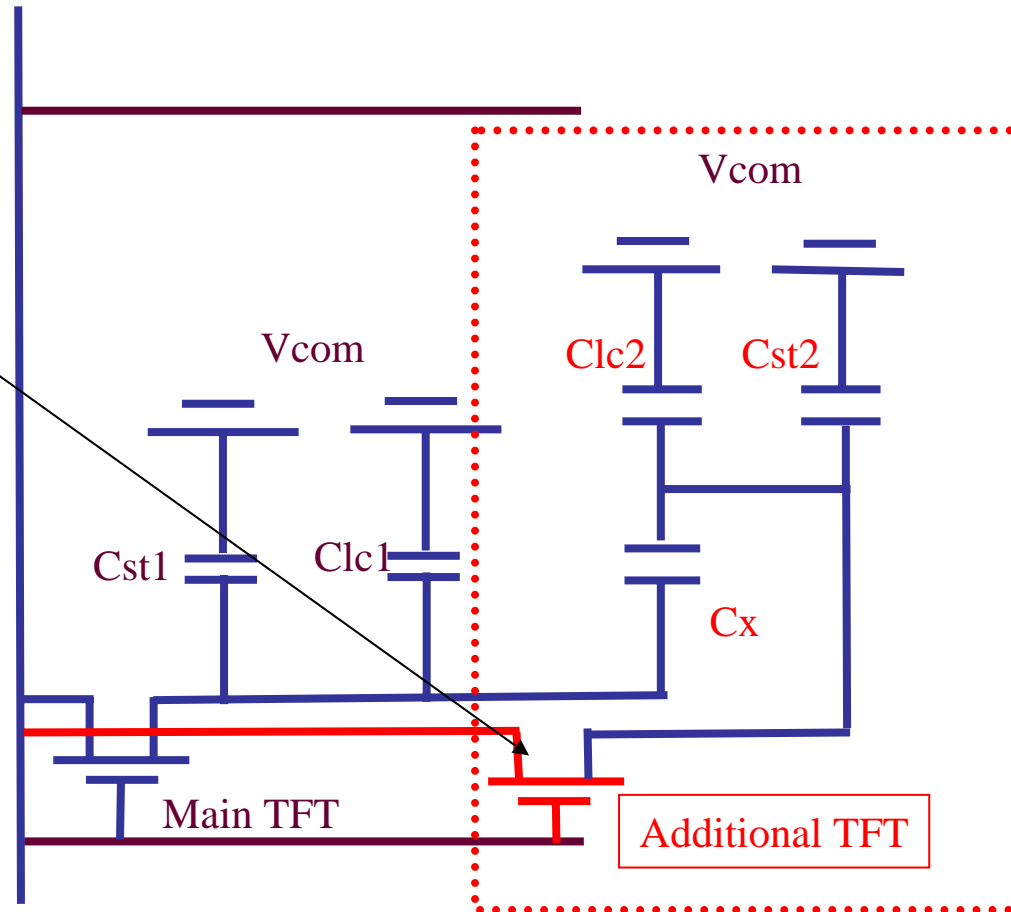 Vcom
Vcom
Clc2
Cst2
Cst1
Clc1
Cx
Main TFT
Additional TFT